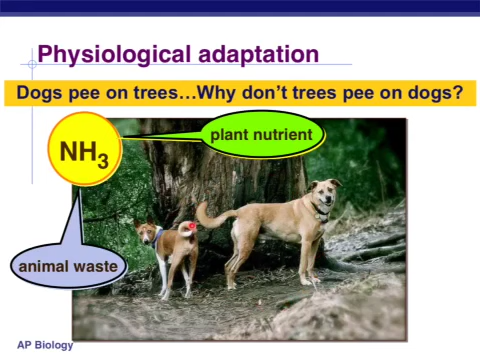 Physiological adaptation
Dogs pee on trees…Why don’t trees pee on dogs?
plant nutrient
NH3
animal waste
AP Biology